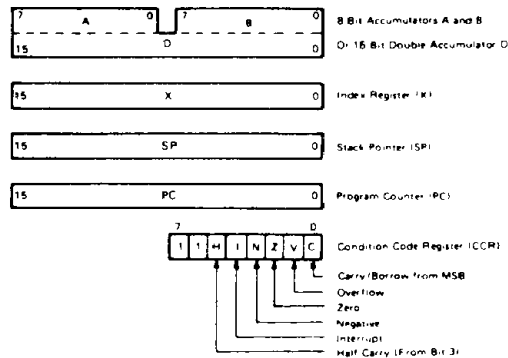 7 A 0 7 B 0 8 Bit Accumulators A and B
15 D 0 Or 16 Bit Double Accumulator D
15 X 0 Index Register (X)
15 SP 0 Stack Pointer (SP)
15 PC 0 Program Counter (PC)
7 0
1 1 H I N Z V C Condition Code Register (CCR)
Carry/Borrow from MSB
Overflow
Zero
Negative
Interrupt
Half Carry (From Bit 3)